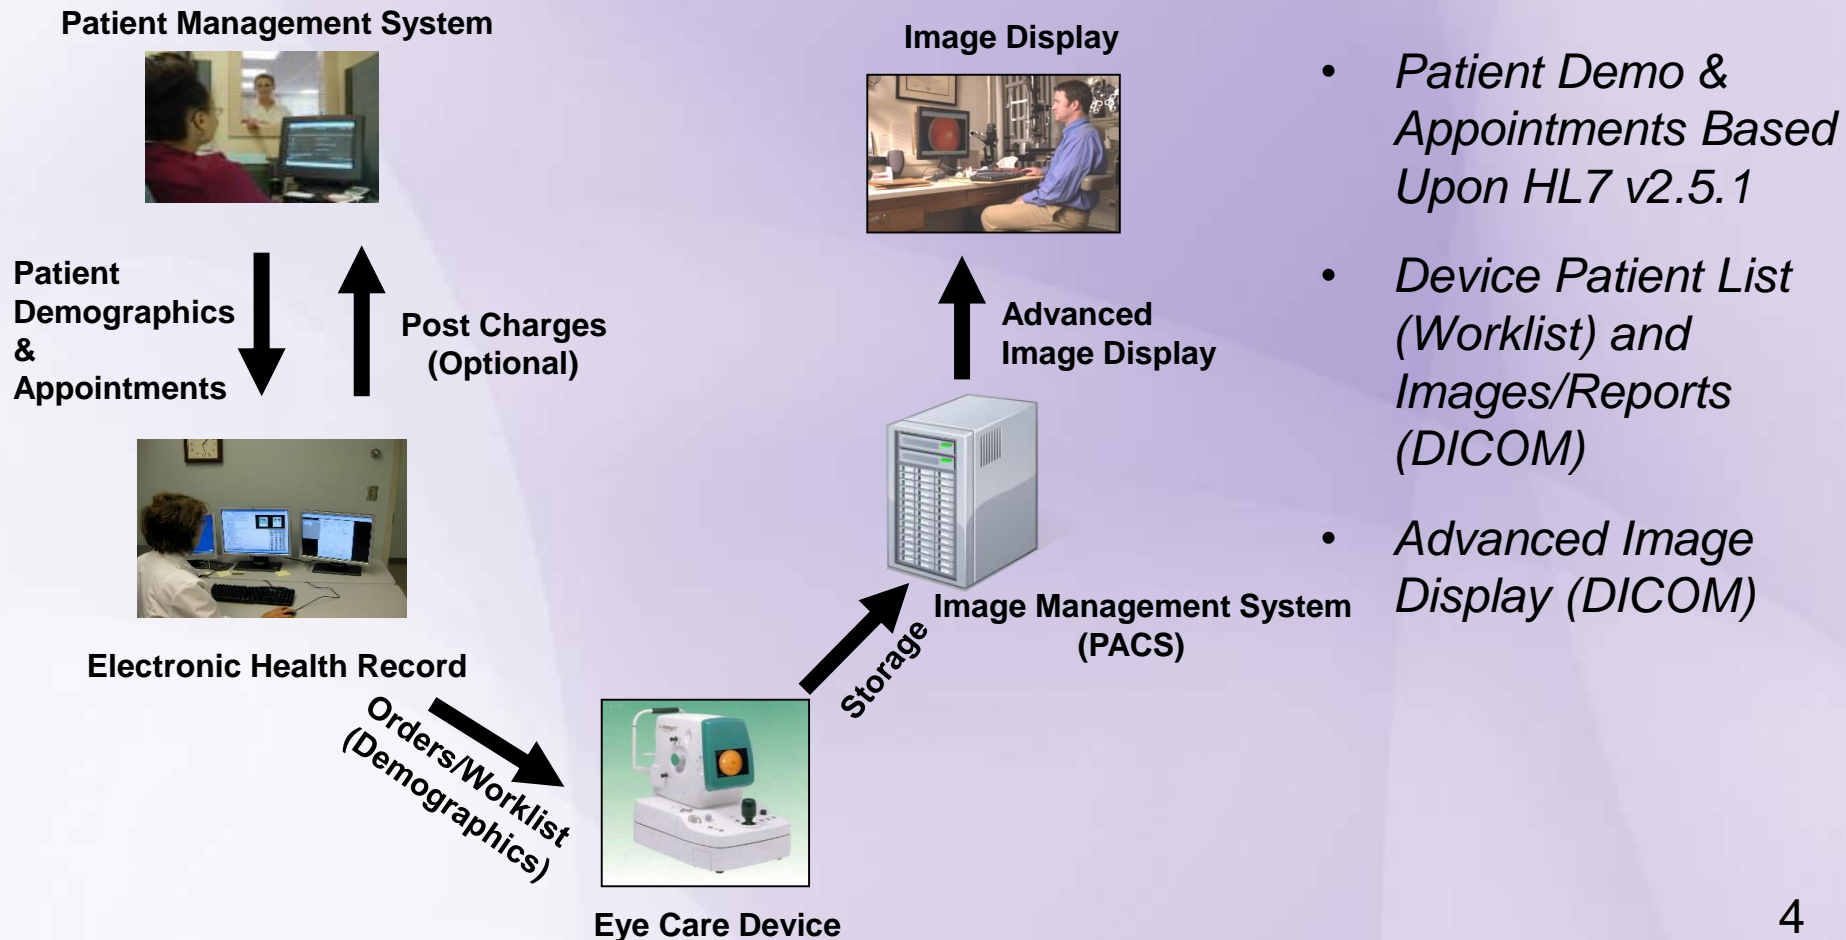 Patient Management System
Patient
Demographics
&
Appointments
Post Charges
(Optional)
Electronic Health Record
Orders/Worklist
(Demographics)
Eye Care Device
Storage
Image Management System
(PACS)
Advanced
Image Display
Image Display
• Patient Demo &
Appointments Based
Upon HL7 v2.5.1
• Device Patient List
(Worklist) and
Images/Reports
(DICOM)
• Advanced Image
Display (DICOM)
4